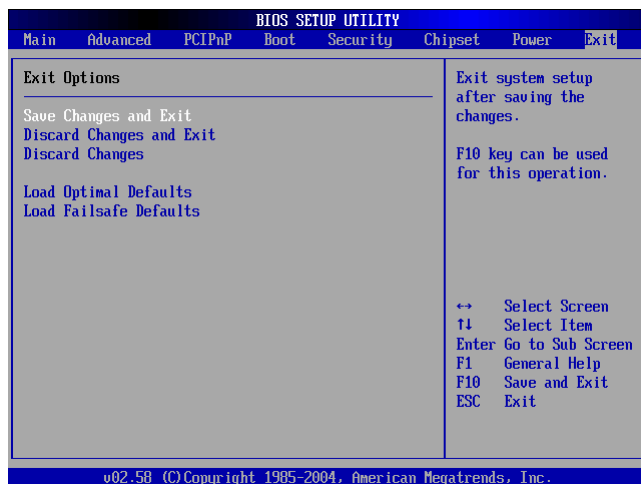 BIOS SETUP UTILITY
Main Advanced PCIPnP Boot Security Chipset Power Exit
Exit Options
Save Changes and Exit
Discard Changes and Exit
Discard Changes
Load Optimal Defaults
Load Failsafe Defaults
Exit system setup
after saving the
changes.
F10 key can be used
for this operation.
↔ Select Screen
↑↓ Select Item
Enter Go to Sub Screen
F1 General Help
F10 Save and Exit
ESC Exit
v02.58 (C)Copyright 1985-2004, American Megatrends, Inc.